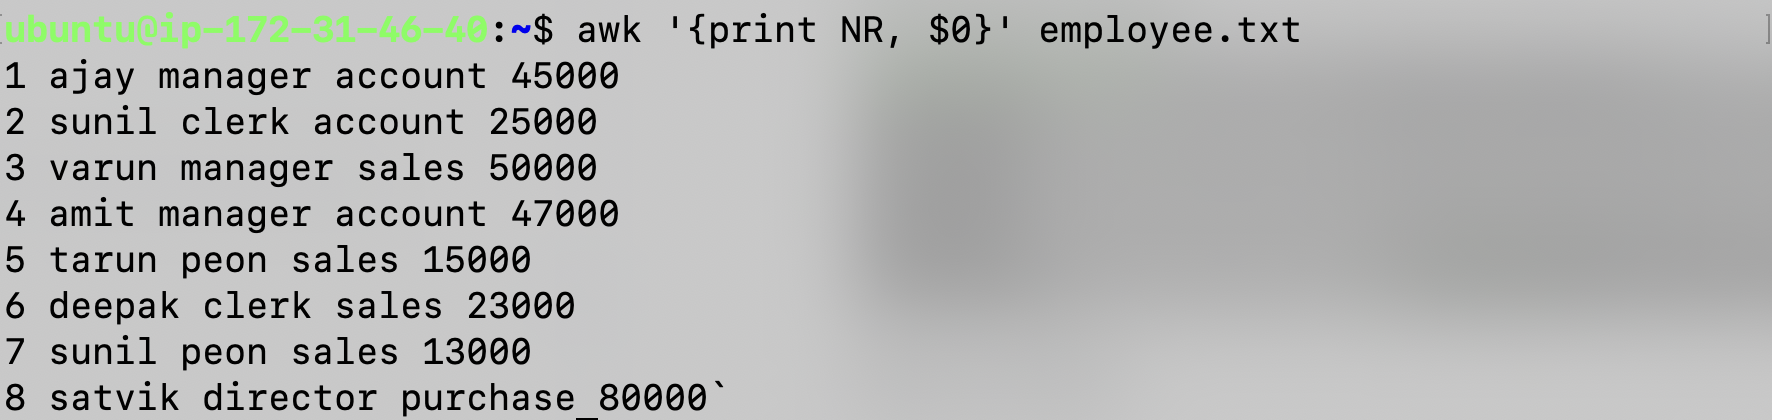 ubuntu@ip-172-31-46-40:~$ awk '{print NR, $0}' employee.txt
1 ajay manager account 45000
2 sunil clerk account 25000
3 varun manager sales 50000
4 amit manager account 47000
5 tarun peon sales 15000
6 deepak clerk sales 23000
7 sunil peon sales 13000
8 satvik director purchase_80000`